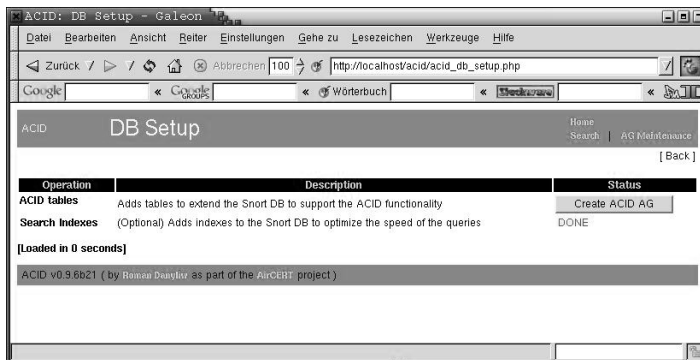 ACID: DB Setup - Galeon
Datei Bearbeiten Ansicht Reiter Einstellungen Gehe zu Lesezeichen Werkzeuge Hilfe
Zurück Abbrechen 100 http://localhost/acid/acid_db_setup.php
Google « Google GROUPS « Wörterbuch « «
ACID DB Setup Home
Search | AG Maintenance
[ Back ]
Operation Description Status
ACID tables Adds tables to extend the Snort DB to support the ACID functionality Create ACID AG
Search Indexes (Optional) Adds indexes to the Snort DB to optimize the speed of the queries DONE
[Loaded in 0 seconds]
ACID v0.9.6b21 ( by Roman Danyliw as part of the AirCERT project )